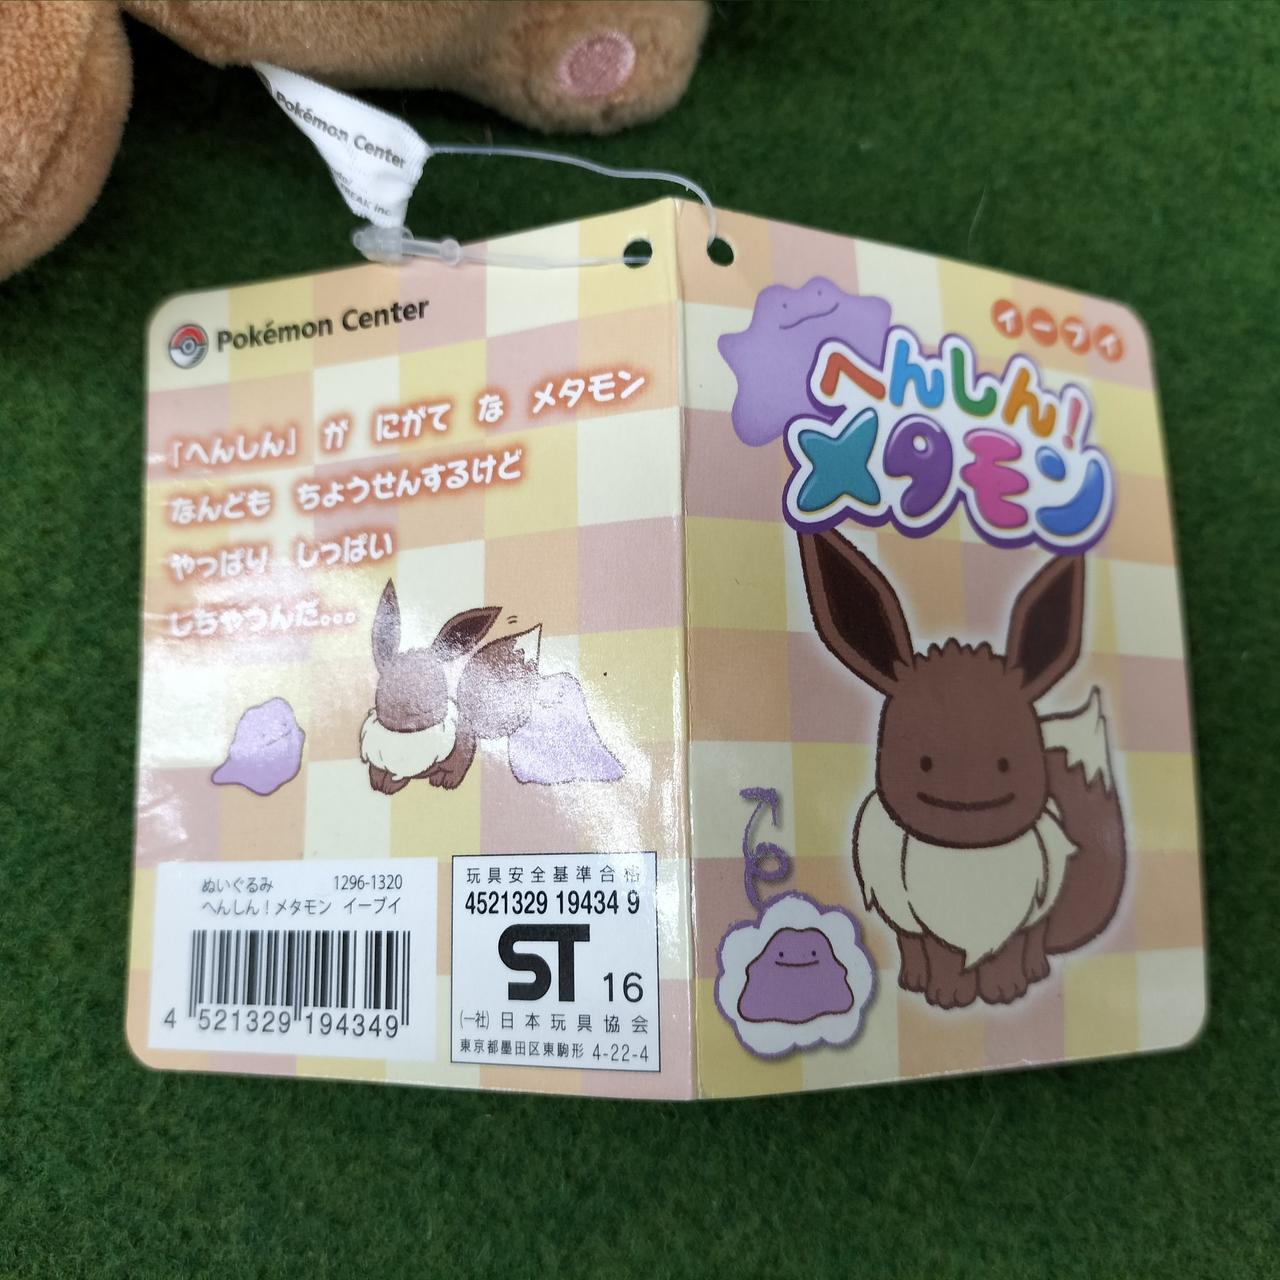 Pokémon Center
FREAK inc.
Pokémon Center
「へんしん」 が にがて な メタモン
なんども ちょうせんするけど
やっぱり しっぱい
しちゃうんだ。。。
ぬいぐるみ 1296-1320
へんしん！メタモン イーブイ
4 521329 194349
玩具安全基準合格
4521329 19434 9
ST 16
(一社) 日本玩具協会
東京都墨田区東駒形 4-22-4
イーブイ
へんしん!
メタモン